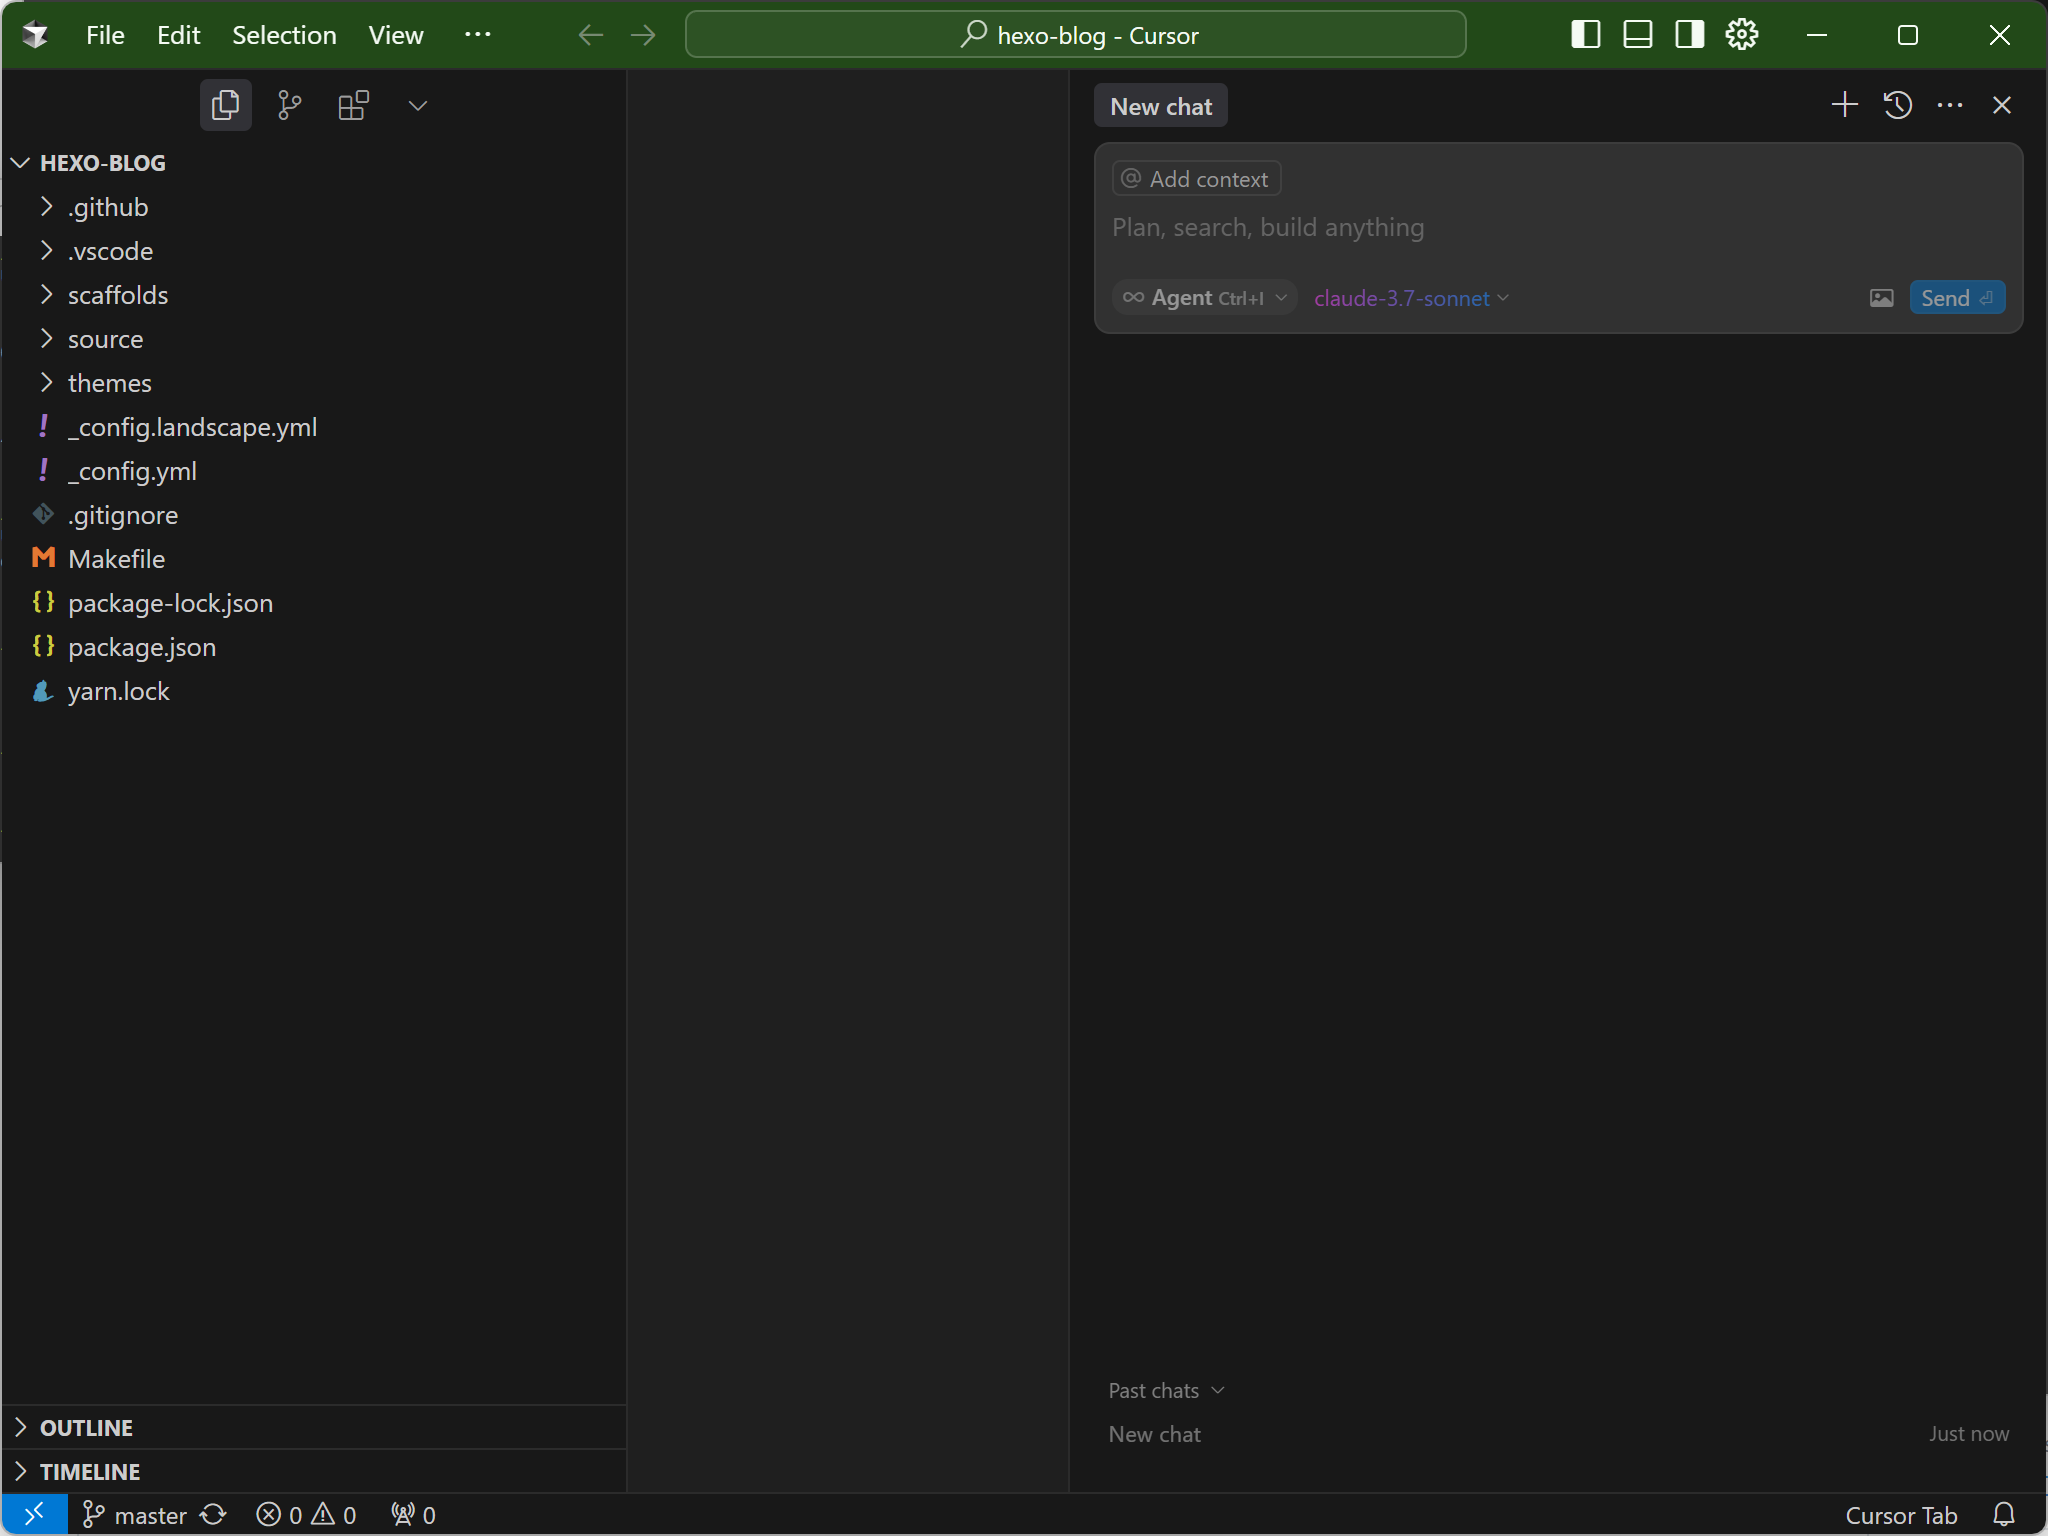 File Edit Selection View ··· hexo-blog - Cursor
HEXO-BLOG
.github
.vscode
scaffolds
source
themes
! _config.landscape.yml
! _config.yml
.gitignore
M Makefile
{} package-lock.json
{} package.json
yarn.lock
OUTLINE
TIMELINE
New chat
@ Add context
Plan, search, build anything
∞ Agent Ctrl+I claude-3.7-sonnet Send ⏎
Past chats
New chat Just now
master 0 0 0 Cursor Tab